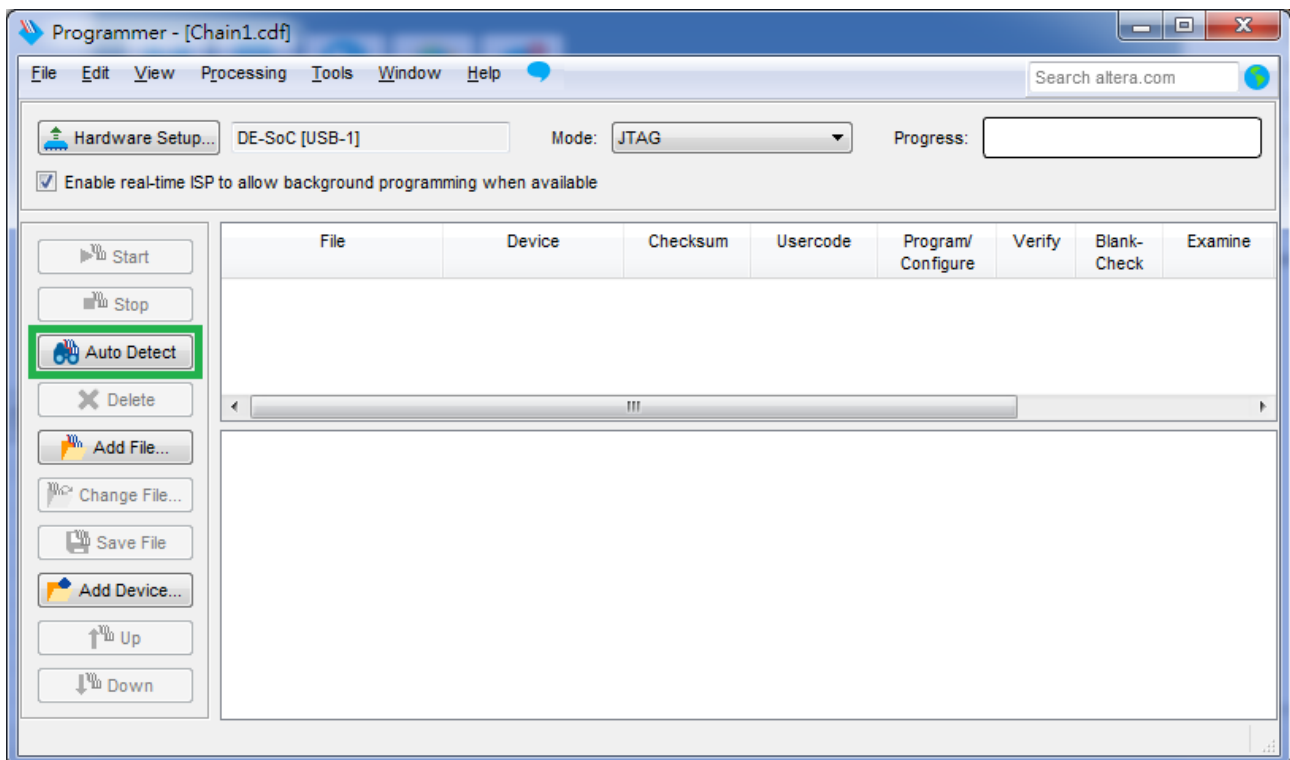 Programmer - [Chain1.cdf]
File Edit View Processing Tools Window Help Search altera.com
Hardware Setup... DE-SoC [USB-1] Mode: JTAG Progress:
Enable real-time ISP to allow background programming when available
File Device Checksum Usercode Program/ Configure Verify Blank- Check Examine
Start
Stop
Auto Detect
Delete
Add File...
Change File...
Save File
Add Device...
Up
Down